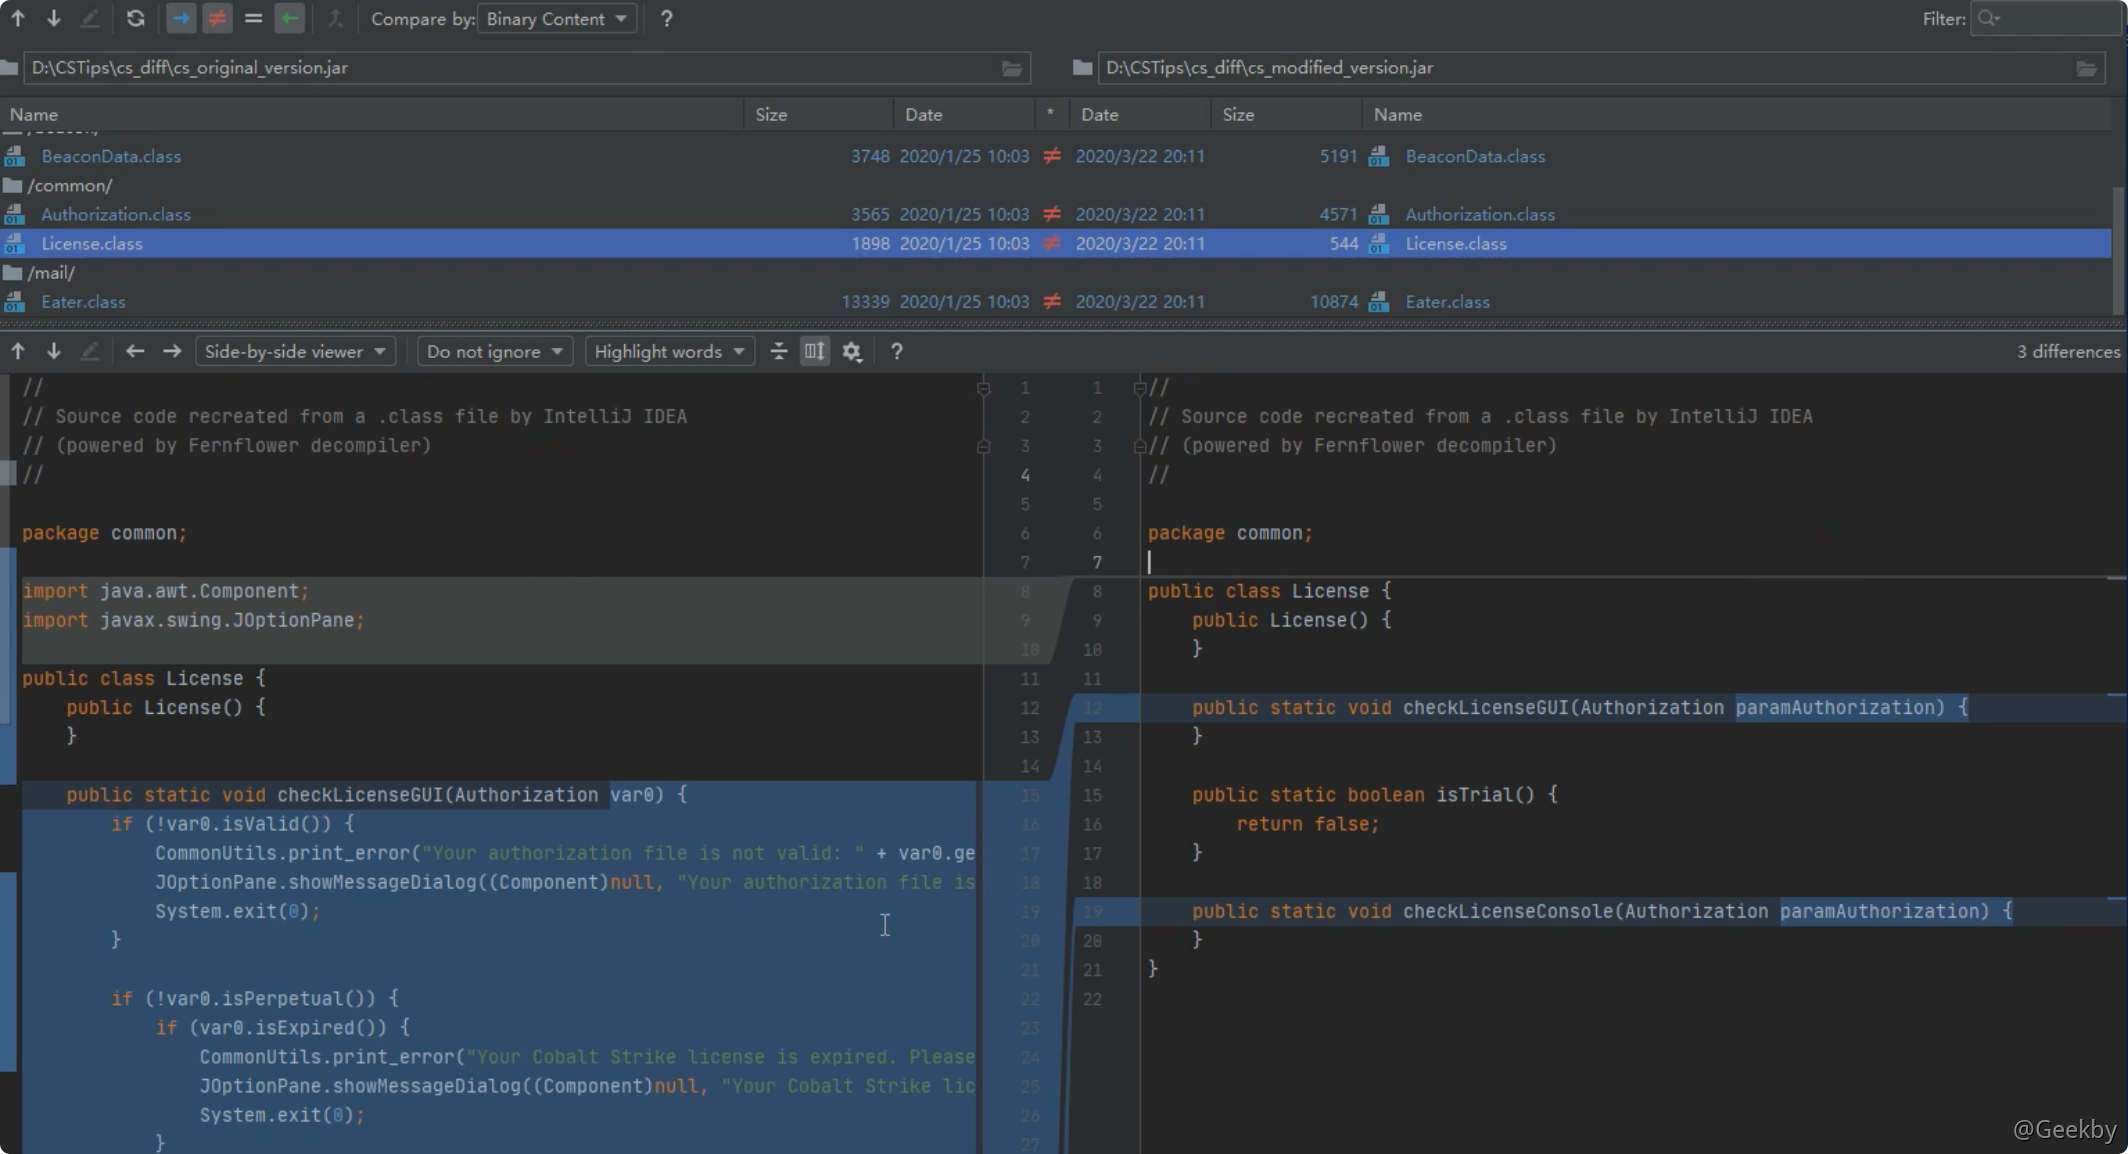 Compare by: Binary Content ? Filter:
D:\CSTips\cs_diff\cs_original_version.jar D:\CSTips\cs_diff\cs_modified_version.jar
Name Size Date * Date Size Name
BeaconData.class 3748 2020/1/25 10:03 ≠ 2020/3/22 20:11 5191 BeaconData.class
/common/
Authorization.class 3565 2020/1/25 10:03 ≠ 2020/3/22 20:11 4571 Authorization.class
License.class 1898 2020/1/25 10:03 ≠ 2020/3/22 20:11 544 License.class
/mail/
Eater.class 13339 2020/1/25 10:03 ≠ 2020/3/22 20:11 10874 Eater.class
Side-by-side viewer Do not ignore Highlight words ? 3 differences
// 1 1 //
// Source code recreated from a .class file by IntelliJ IDEA 2 2 // Source code recreated from a .class file by IntelliJ IDEA
// (powered by Fernflower decompiler) 3 3 // (powered by Fernflower decompiler)
// 4 4 //
5 5
package common; 6 6 package common;
7 7
import java.awt.Component; 8 8 public class License {
import javax.swing.JOptionPane; 9 9 public License() {
10 10 }
public class License { 11 11
public License() { 12 12 public static void checkLicenseGUI(Authorization paramAuthorization) {
} 13 13 }
14 14
public static void checkLicenseGUI(Authorization var0) { 15 15 public static boolean isTrial() {
if (!var0.isValid()) { 16 16 return false;
CommonUtils.print_error("Your authorization file is not valid: " + var0.ge 17 17 }
JOptionPane.showMessageDialog((Component)null, "Your authorization file is 18 18
System.exit(0); 19 19 public static void checkLicenseConsole(Authorization paramAuthorization) {
} 20 20 }
21 21 }
if (!var0.isPerpetual()) { 22 22
if (var0.isExpired()) { 23
CommonUtils.print_error("Your Cobalt Strike license is expired. Please 24
JOptionPane.showMessageDialog((Component)null, "Your Cobalt Strike lic 25
System.exit(0); 26
} 27
@Geekby